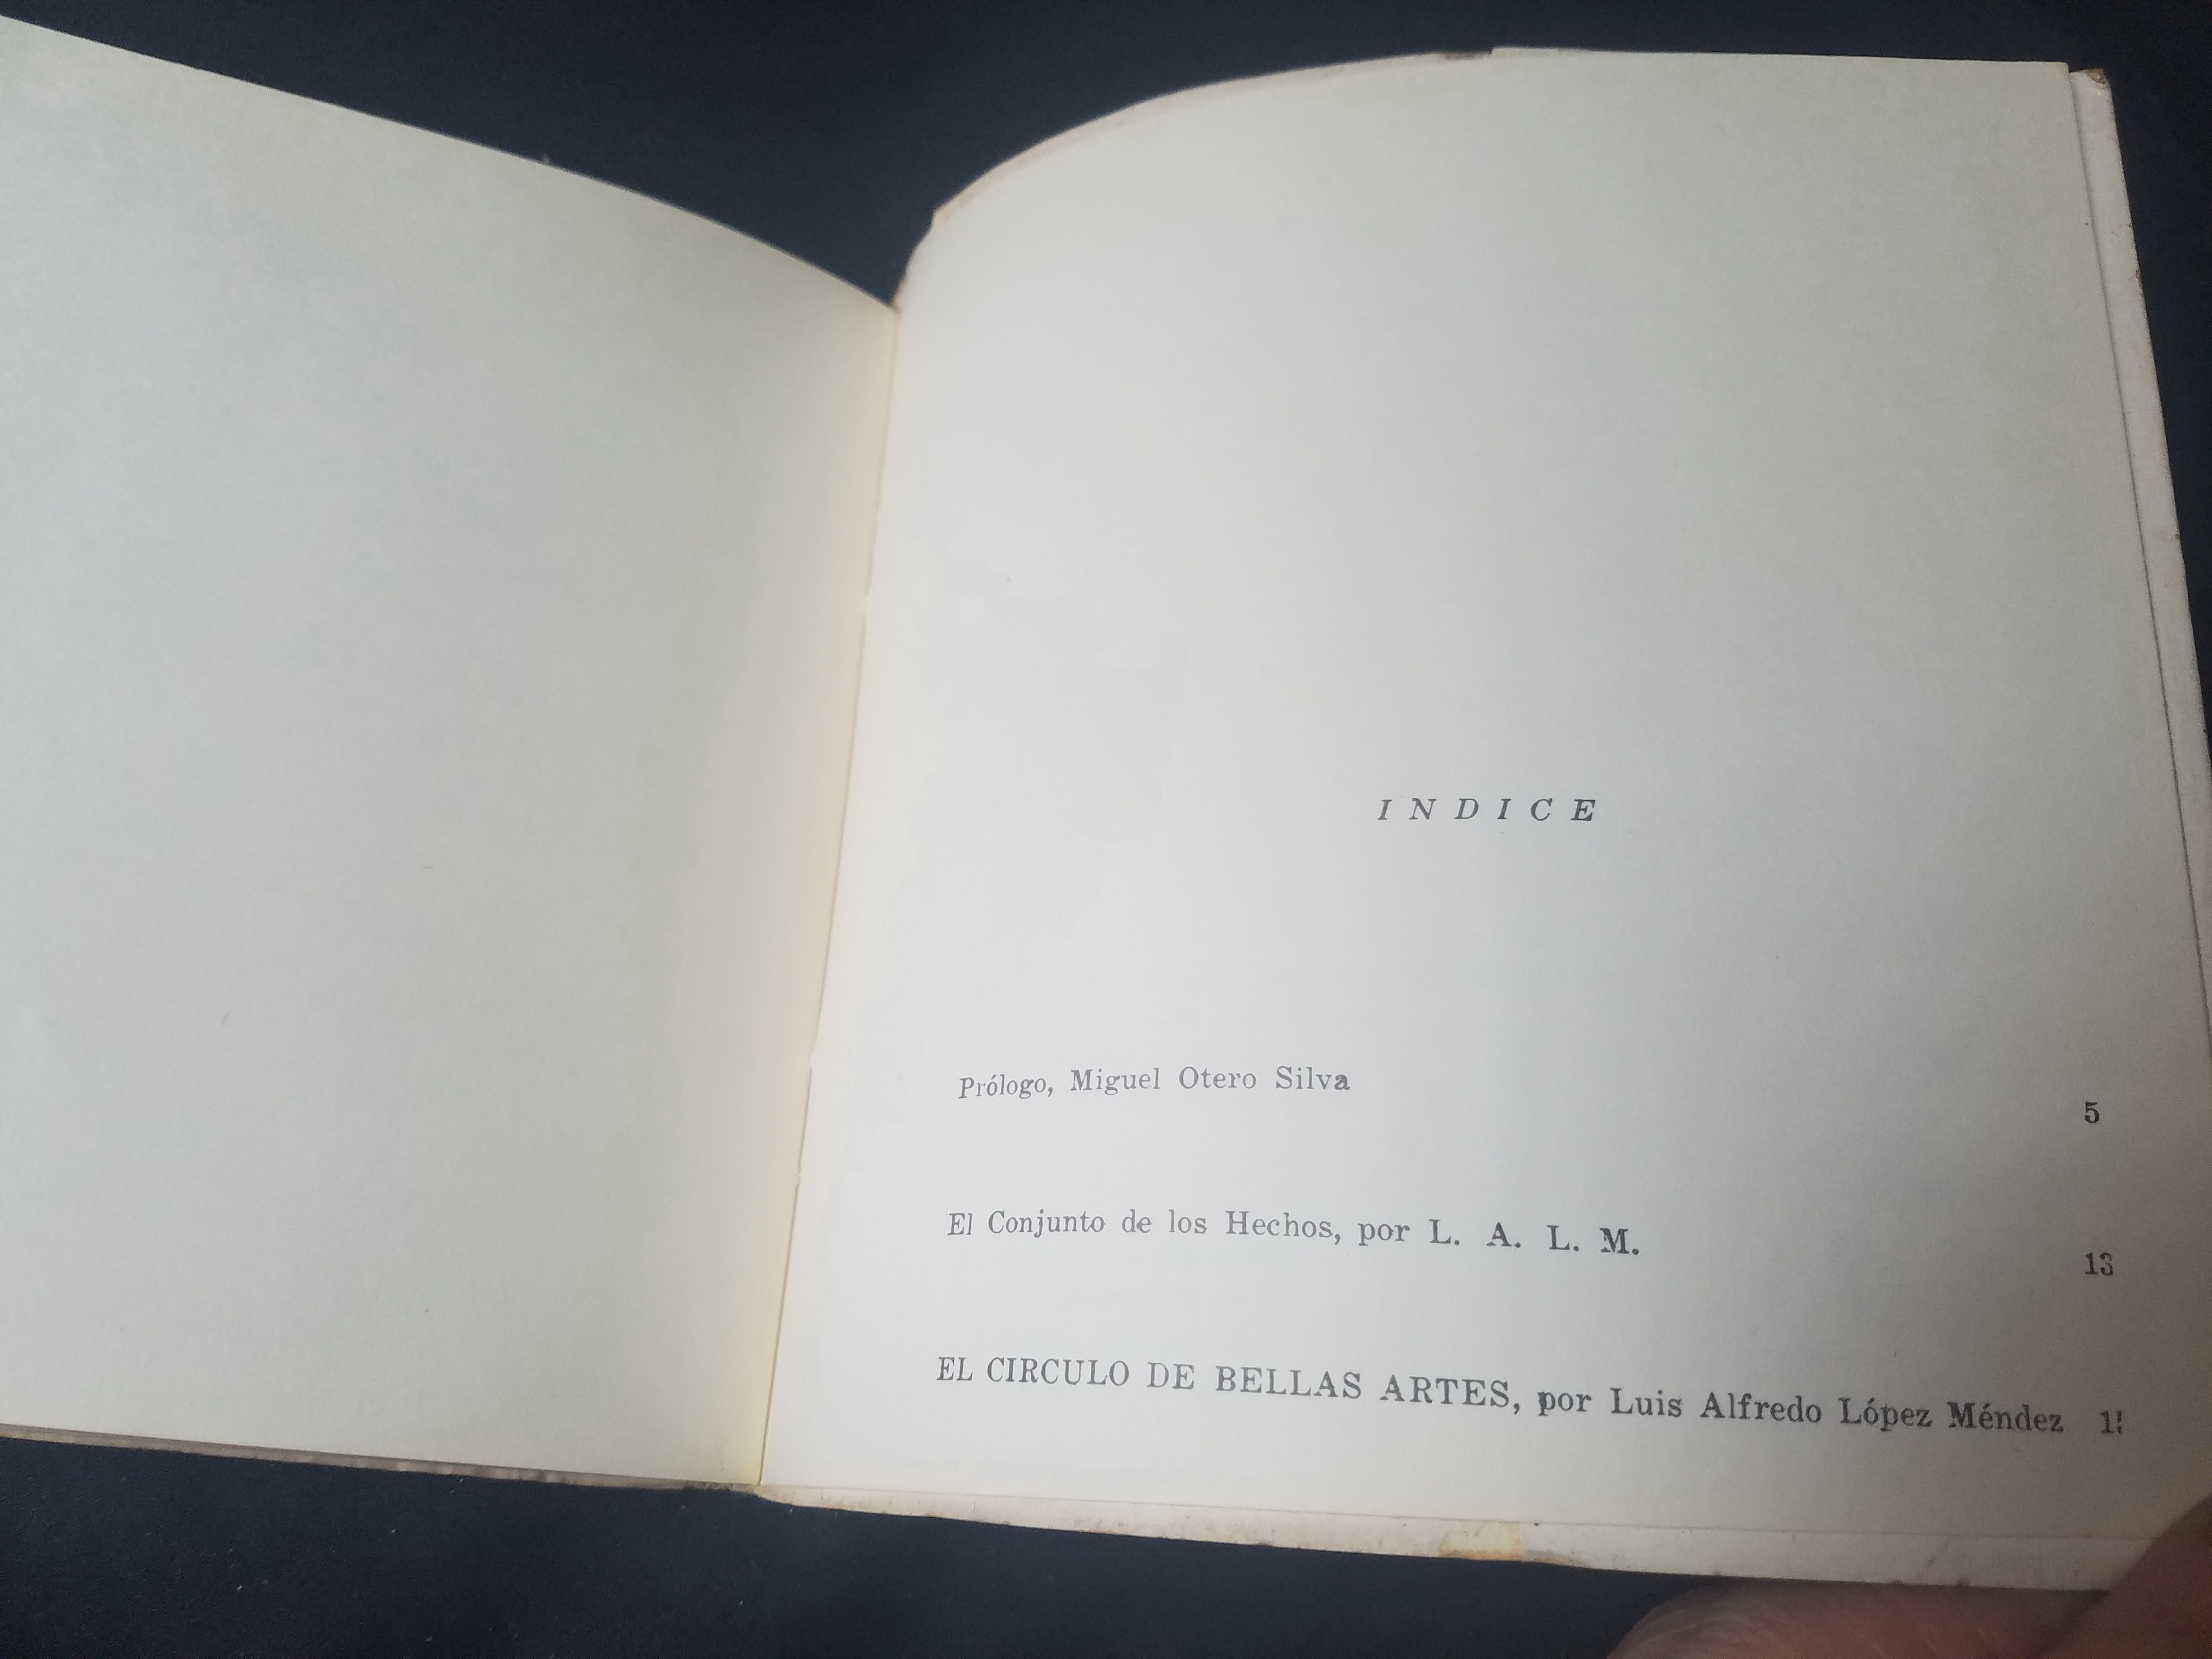 I N D I C E
Prólogo, Miguel Otero Silva 5
El Conjunto de los Hechos, por L. A. L. M. 13
EL CIRCULO DE BELLAS ARTES, por Luis Alfredo López Méndez